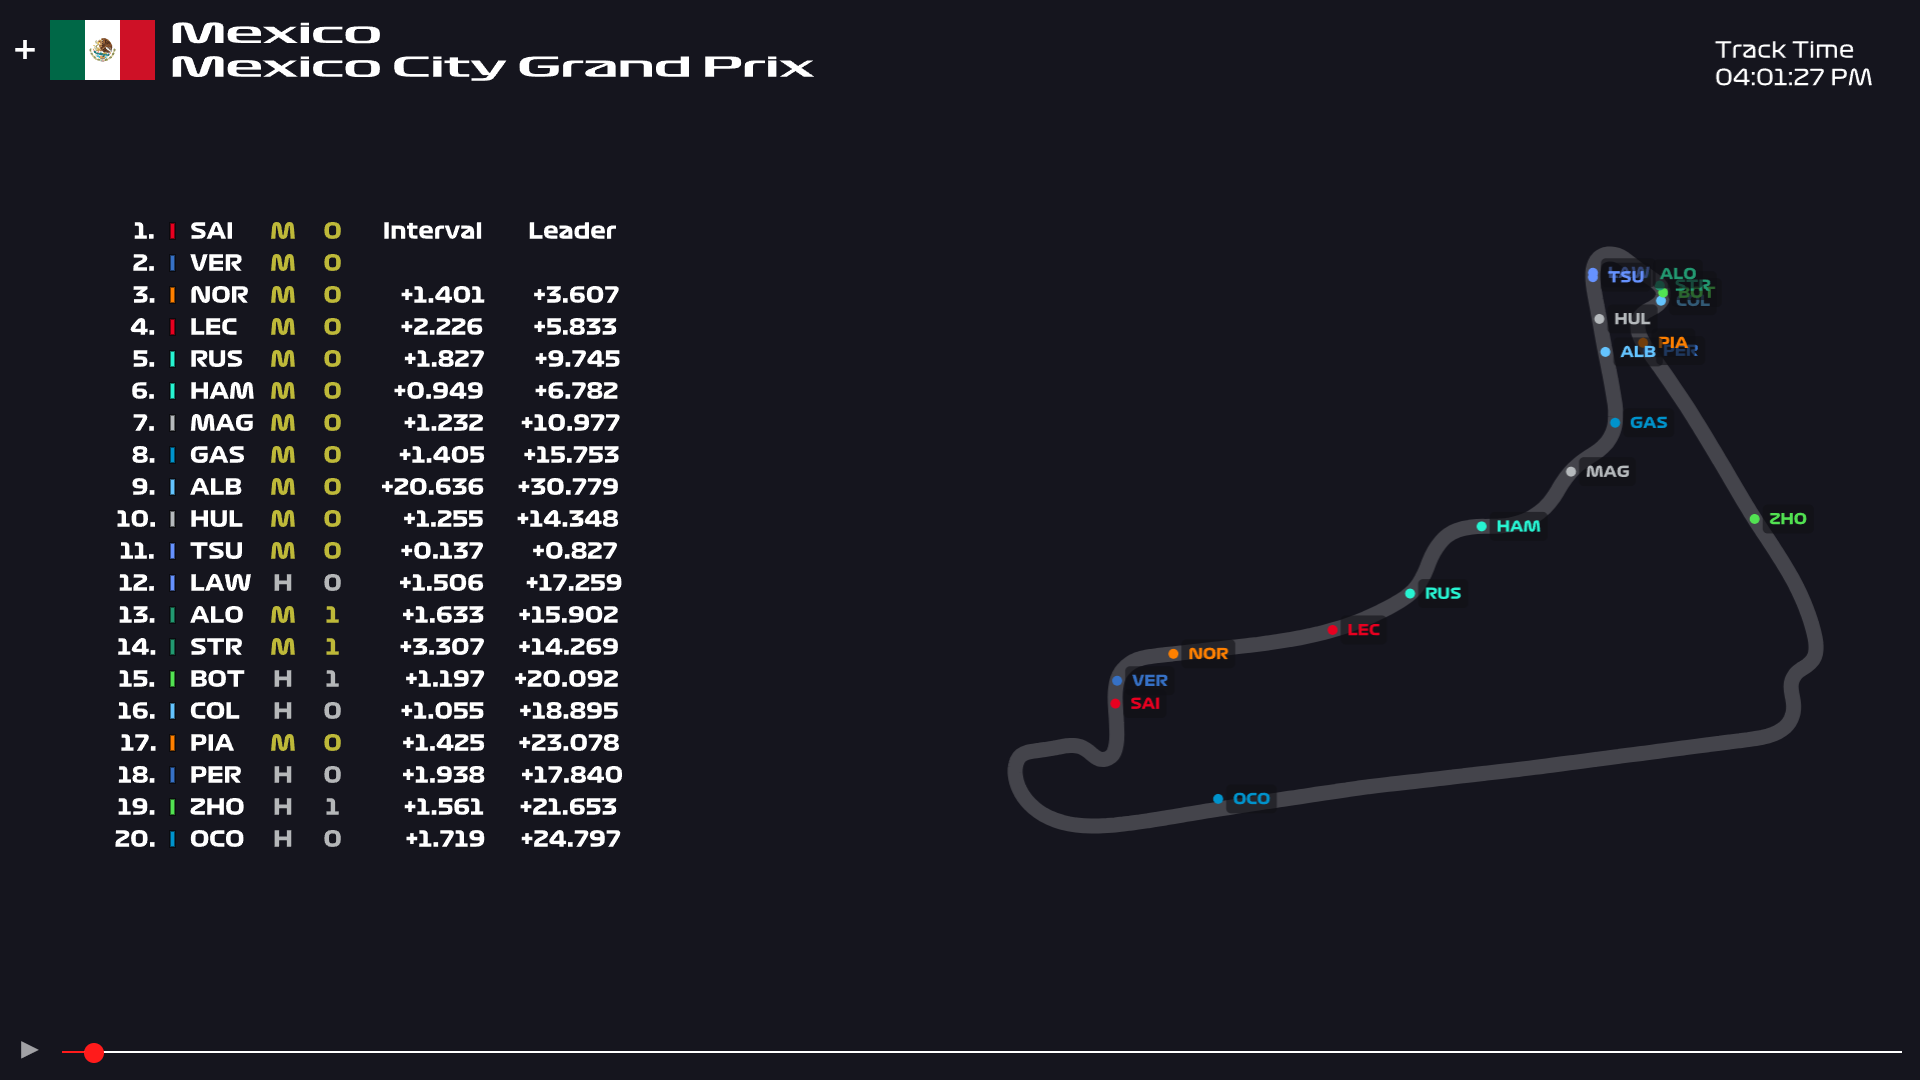 + Mexico
Mexico City Grand Prix
Track Time
04:01:27 PM
1. SAI M 0 Interval Leader
2. VER M 0
3. NOR M 0 +1.401 +3.607
4. LEC M 0 +2.226 +5.833
5. RUS M 0 +1.827 +9.745
6. HAM M 0 +0.949 +6.782
7. MAG M 0 +1.232 +10.977
8. GAS M 0 +1.405 +15.753
9. ALB M 0 +20.636 +30.779
10. HUL M 0 +1.255 +14.348
11. TSU M 0 +0.137 +0.827
12. LAW H 0 +1.506 +17.259
13. ALO M 1 +1.633 +15.902
14. STR M 1 +3.307 +14.269
15. BOT H 1 +1.197 +20.092
16. COL H 0 +1.055 +18.895
17. PIA M 0 +1.425 +23.078
18. PER H 0 +1.938 +17.840
19. ZHO H 1 +1.561 +21.653
20. OCO H 0 +1.719 +24.797
LAW
ALO
TSU
STR
BOT
COL
HUL
PIA
ALB
PER
GAS
MAG
ZHO
HAM
RUS
LEC
NOR
VER
SAI
OCO